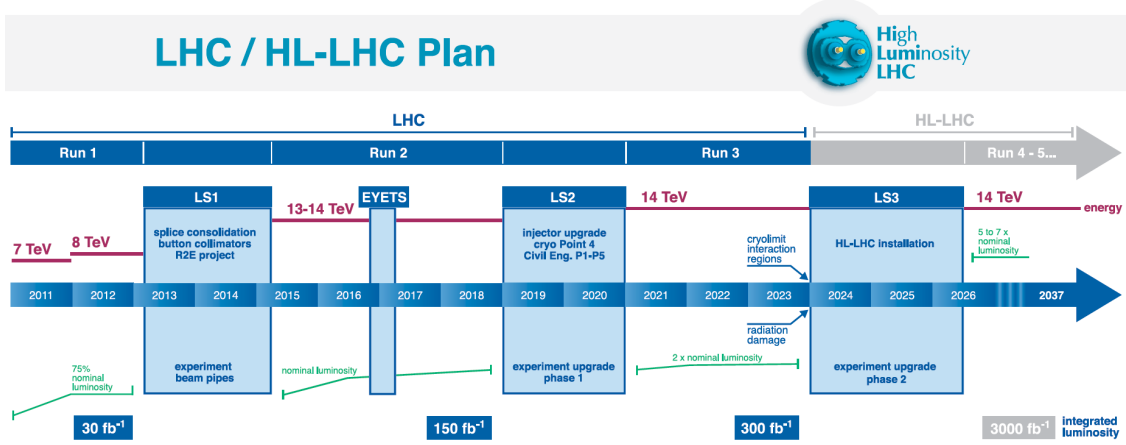 LHC / HL-LHC Plan
High
Luminosity
LHC
LHC
HL-LHC
Run 1
Run 2
Run 3
Run 4 - 5...
LS1
EYETS
LS2
LS3
13-14 TeV
14 TeV
14 TeV
energy
7 TeV
8 TeV
splice consolidation
button collimators
R2E project
injector upgrade
cryo Point 4
Civil Eng. P1-P5
cryolimit
interaction
regions
HL-LHC installation
5 to 7 x
nominal
luminosity
2011
2012
2013
2014
2015
2016
2017
2018
2019
2020
2021
2022
2023
2024
2025
2026
2037
radiation
damage
75%
nominal
luminosity
experiment
beam pipes
nominal luminosity
experiment upgrade
phase 1
2 x nominal luminosity
experiment upgrade
phase 2
30 fb⁻¹
150 fb⁻¹
300 fb⁻¹
3000 fb⁻¹
integrated
luminosity